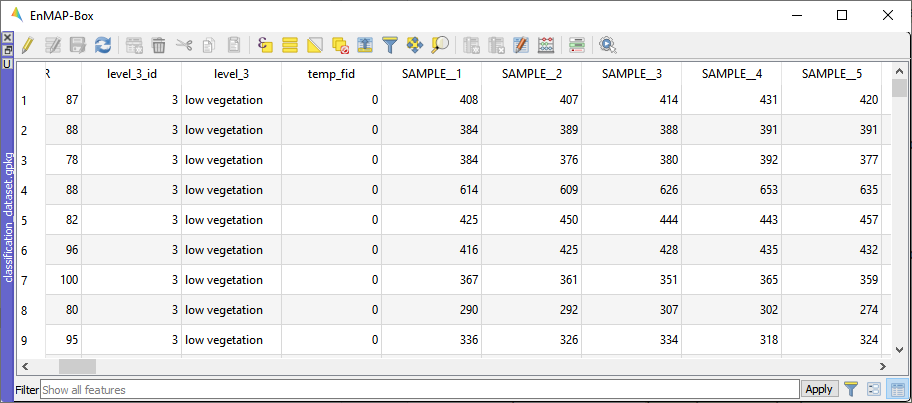 EnMAP-Box
U
classification_dataset.gpkg
R level_3_id level_3 temp_fid SAMPLE__1 SAMPLE__2 SAMPLE__3 SAMPLE__4 SAMPLE__5
1 87 3 low vegetation 0 408 407 414 431 420
2 88 3 low vegetation 0 384 389 388 391 391
3 78 3 low vegetation 0 384 376 380 392 377
4 88 3 low vegetation 0 614 609 626 653 635
5 82 3 low vegetation 0 425 450 444 443 457
6 96 3 low vegetation 0 416 425 428 435 432
7 100 3 low vegetation 0 367 361 351 365 359
8 80 3 low vegetation 0 290 292 307 302 274
9 95 3 low vegetation 0 336 326 334 318 324
Filter Show all features Apply